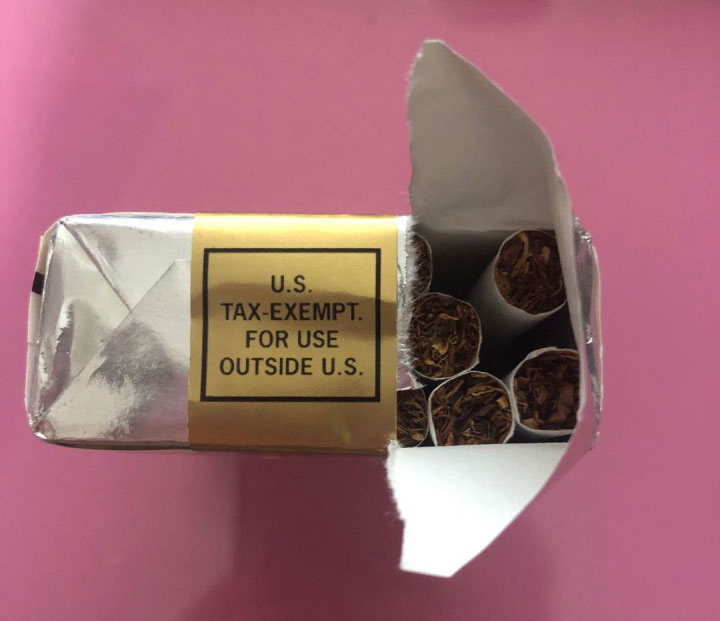 U.S.
TAX-EXEMPT.
FOR USE
OUTSIDE U.S.